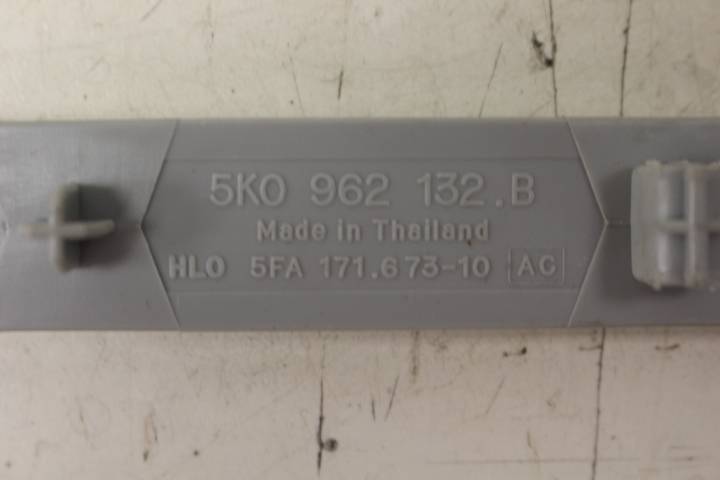 5K0 962 132.B
Made in Thailand
HLO 5FA 171.673-10 AC